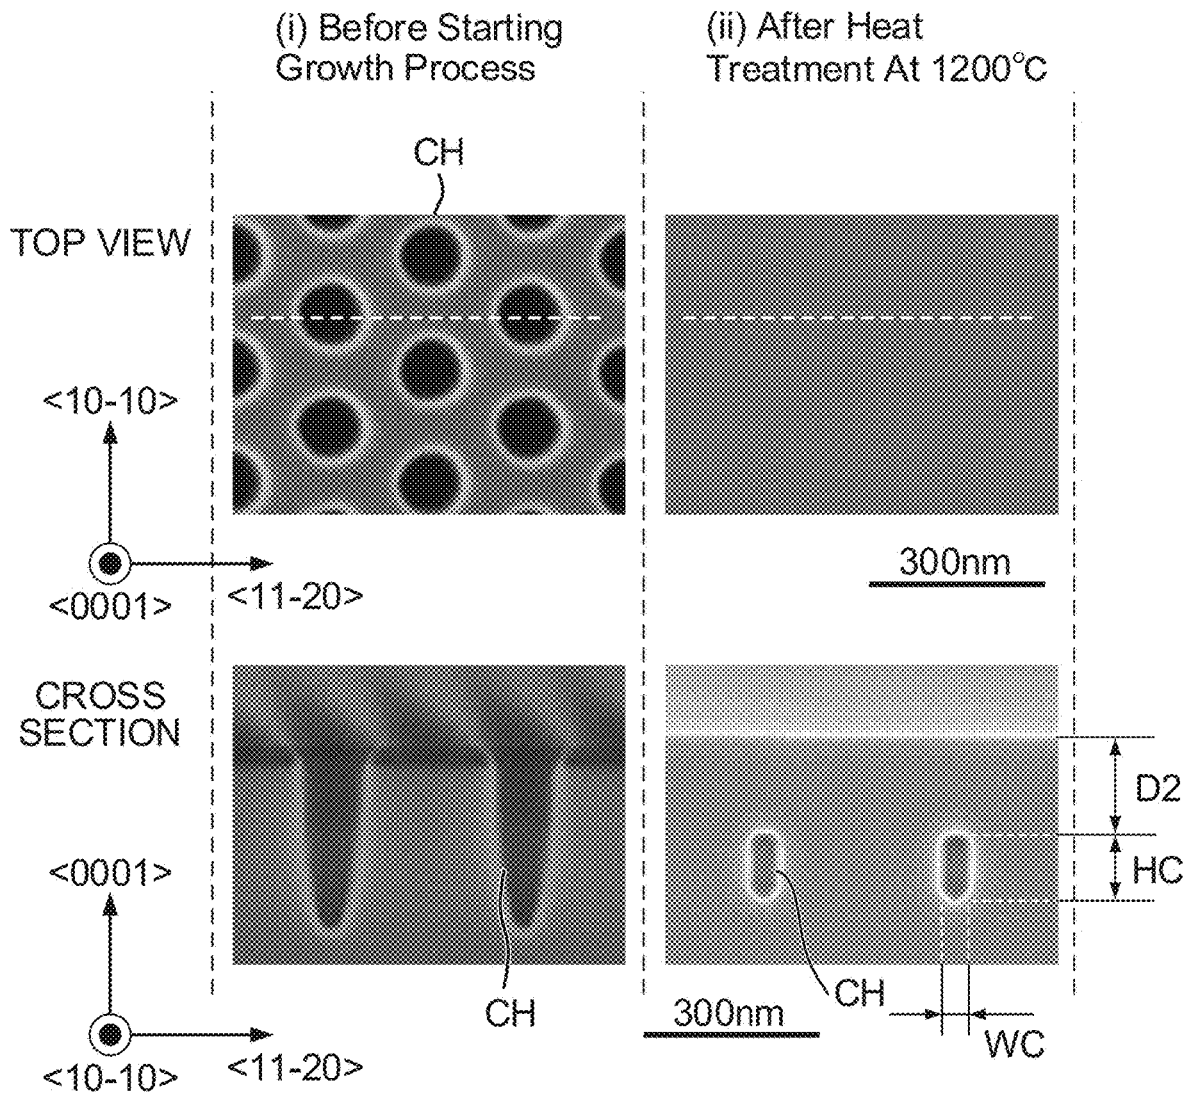 (i) Before Starting
Growth Process
(ii) After Heat
Treatment At 1200°C
CH
TOP VIEW
<10-10>
<0001>
<11-20>
300nm
CROSS
SECTION
D2
HC
<0001>
CH
CH
300nm
WC
<10-10>
<11-20>